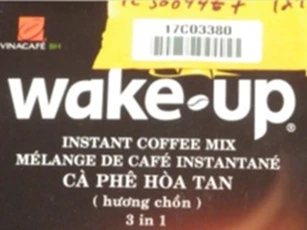 17C03380
VINACAFÉ BH
wake-up®
INSTANT COFFEE MIX
MÉLANGE DE CAFÉ INSTANTANÉ
CÀ PHÊ HÒA TAN
( hương chồn )
3 in 1